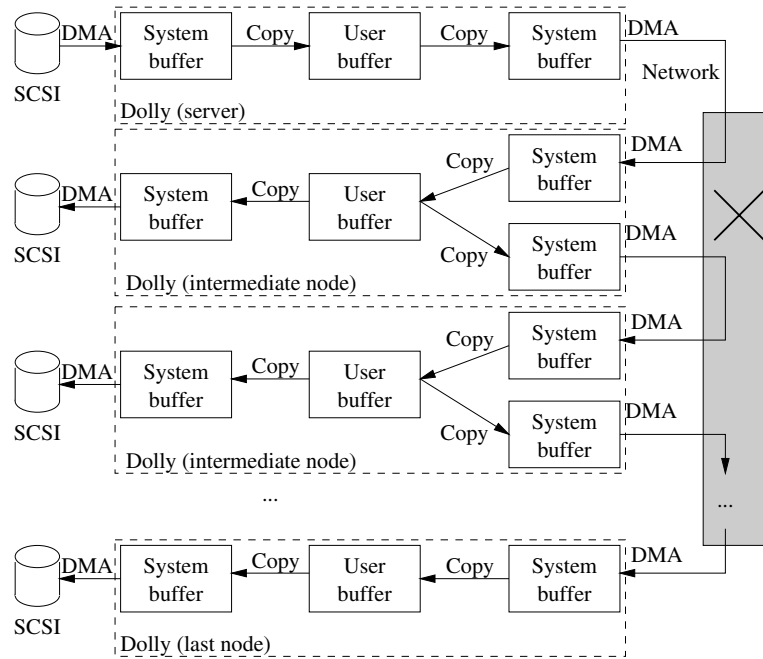 DMA
System
buffer
Copy
User
buffer
Copy
System
buffer
DMA
Network
SCSI
Dolly (server)
DMA
System
buffer
Copy
User
buffer
Copy
System
buffer
DMA
Copy
System
buffer
DMA
SCSI
Dolly (intermediate node)
DMA
System
buffer
Copy
User
buffer
Copy
System
buffer
DMA
Copy
System
buffer
DMA
SCSI
Dolly (intermediate node)
...
...
DMA
System
buffer
Copy
User
buffer
Copy
System
buffer
DMA
SCSI
Dolly (last node)